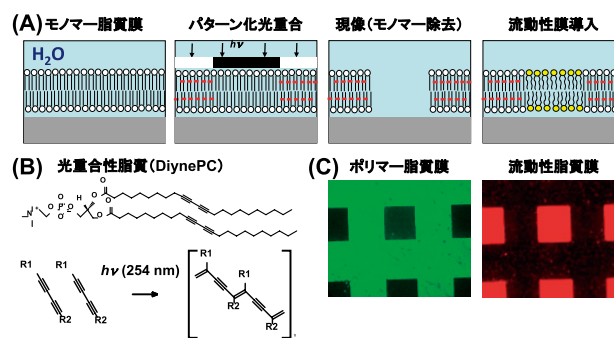 (A) モノマー脂質膜 パターン化光重合 現像(モノマー除去) 流動性膜導入
H₂O
hν
(B) 光重合性脂質(DiynePC)
(C) ポリマー脂質膜 流動性脂質膜
O O
O P O H O
N⁺ O⁻ O
R1 R1
hν (254 nm)
R2 R2
R1
R1
R2
R2